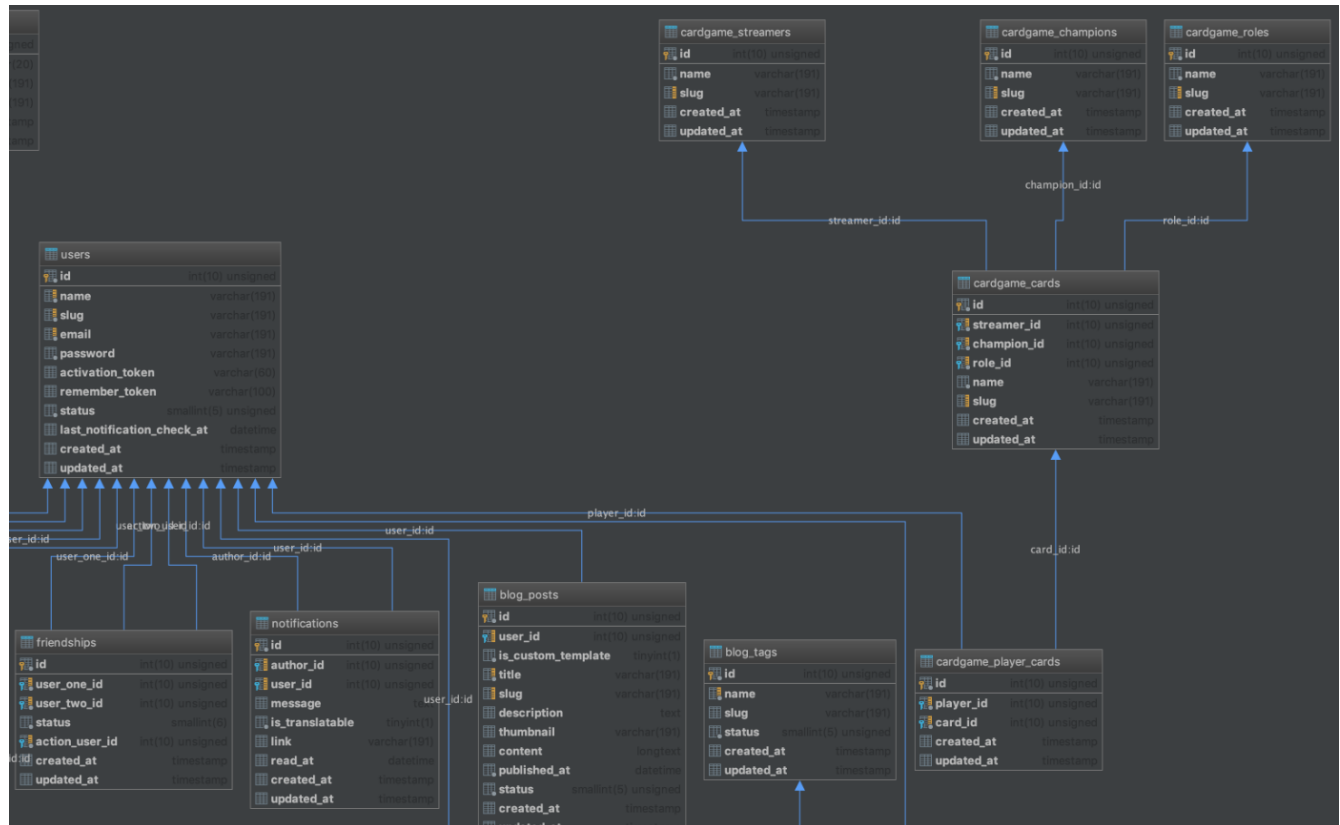 (20)
cardgame_streamers
id int(10) unsigned
name varchar(191)
slug varchar(191)
created_at timestamp
updated_at timestamp
cardgame_champions
id int(10) unsigned
name varchar(191)
slug varchar(191)
created_at timestamp
updated_at timestamp
cardgame_roles
id int(10) unsigned
name varchar(191)
slug varchar(191)
created_at timestamp
updated_at timestamp
champion_id:id
streamer_id:id
role_id:id
users
id int(10) unsigned
name varchar(191)
slug varchar(191)
email varchar(191)
password varchar(191)
activation_token varchar(60)
remember_token varchar(100)
status smallint(5) unsigned
last_notification_check_at datetime
created_at timestamp
updated_at timestamp
cardgame_cards
id int(10) unsigned
streamer_id int(10) unsigned
champion_id int(10) unsigned
role_id int(10) unsigned
name varchar(191)
slug varchar(191)
created_at timestamp
updated_at timestamp
player_id:id
user_id:id
ser_id:id
user_one_id:id
author_id:id
user_id:id
card_id:id
friendships
id int(10) unsigned
user_one_id int(10) unsigned
user_two_id int(10) unsigned
status smallint(6)
action_user_id int(10) unsigned
created_at timestamp
updated_at timestamp
notifications
id int(10) unsigned
author_id int(10) unsigned
user_id int(10) unsigned
message text
is_translatable tinyint(1)
link varchar(191)
read_at datetime
created_at timestamp
updated_at timestamp
user_id:id
blog_posts
id int(10) unsigned
user_id int(10) unsigned
is_custom_template tinyint(1)
title varchar(191)
slug varchar(191)
description text
thumbnail varchar(191)
content longtext
published_at datetime
status smallint(5) unsigned
created_at timestamp
blog_tags
id int(10) unsigned
name varchar(191)
slug varchar(191)
status smallint(5) unsigned
created_at timestamp
updated_at timestamp
cardgame_player_cards
id int(10) unsigned
player_id int(10) unsigned
card_id int(10) unsigned
created_at timestamp
updated_at timestamp